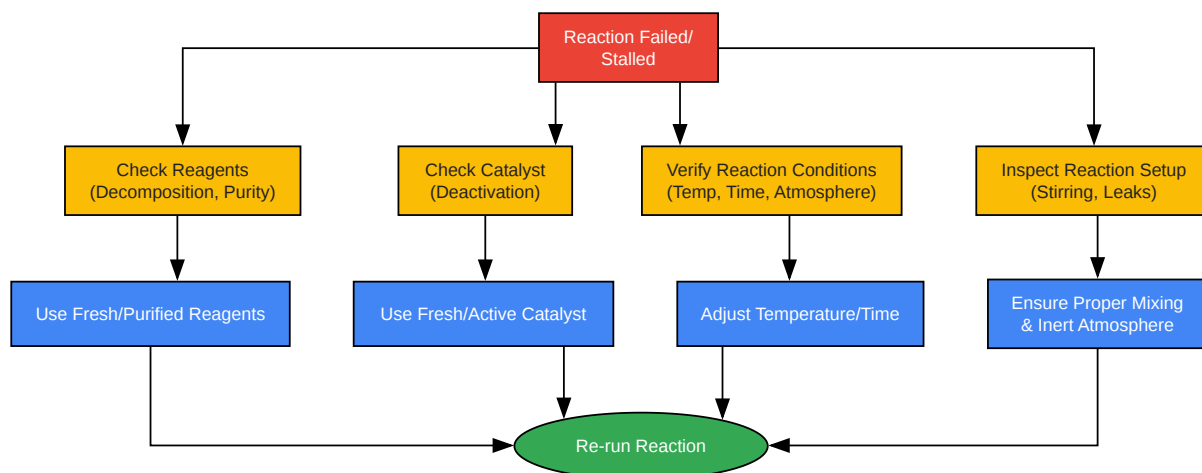 Reaction Failed/
Stalled
Check Reagents
(Decomposition, Purity)
Check Catalyst
(Deactivation)
Verify Reaction Conditions
(Temp, Time, Atmosphere)
Inspect Reaction Setup
(Stirring, Leaks)
Use Fresh/Purified Reagents
Use Fresh/Active Catalyst
Adjust Temperature/Time
Ensure Proper Mixing
& Inert Atmosphere
Re-run Reaction